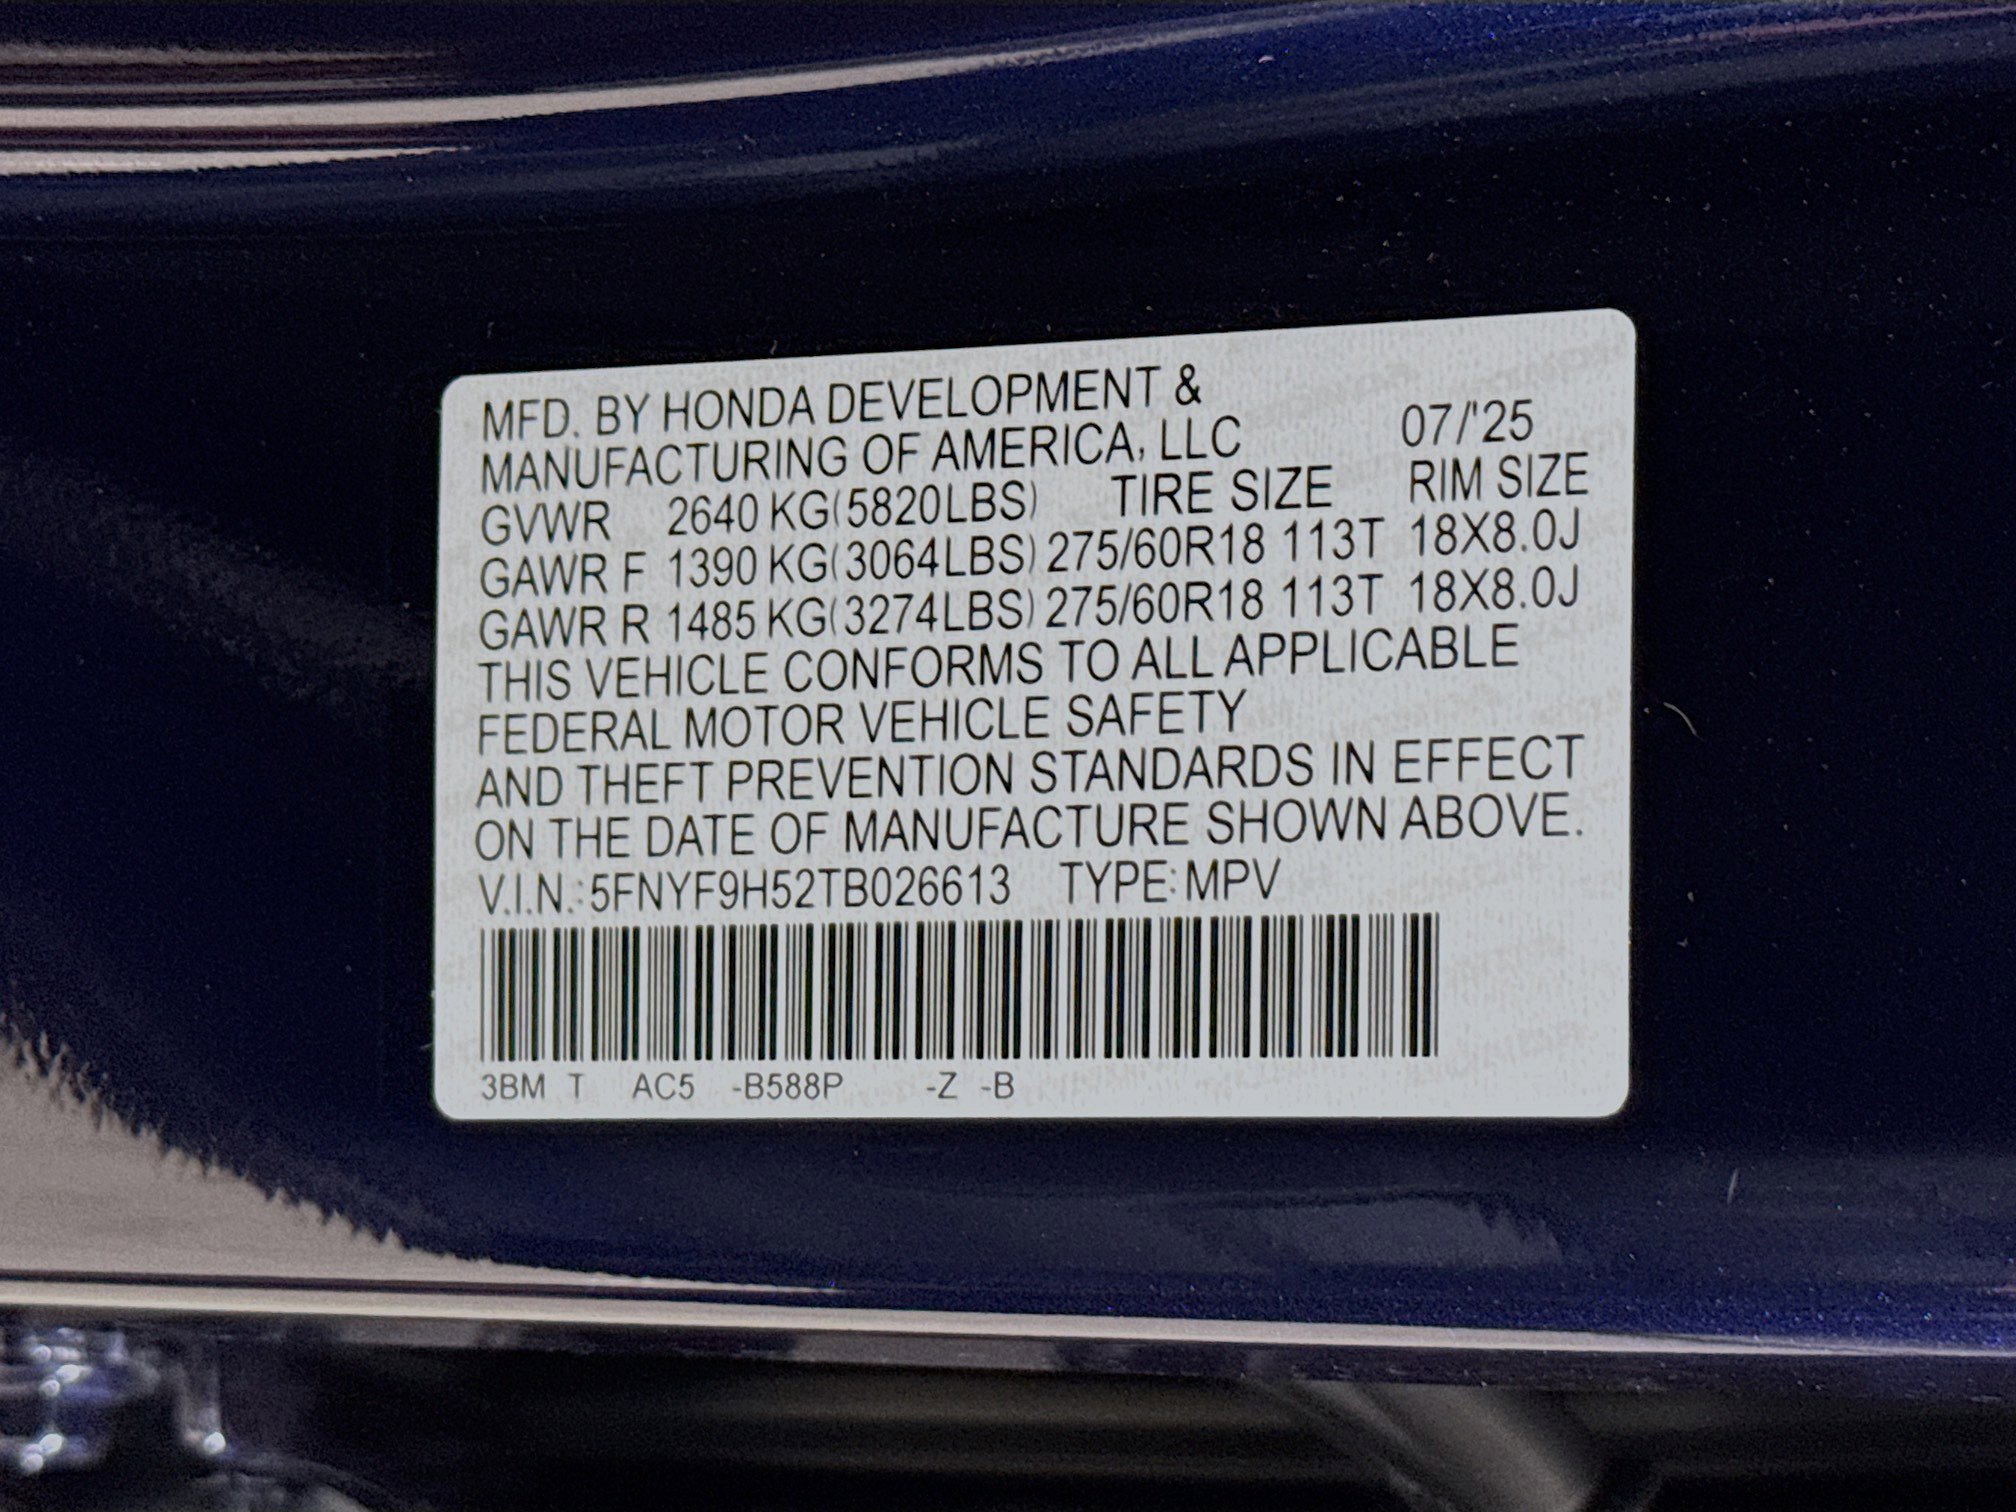 MFD. BY HONDA DEVELOPMENT &
MANUFACTURING OF AMERICA, LLC 07/'25
GVWR 2640 KG(5820LBS) TIRE SIZE RIM SIZE
GAWR F 1390 KG(3064LBS) 275/60R18 113T 18X8.0J
GAWR R 1485 KG(3274LBS) 275/60R18 113T 18X8.0J
THIS VEHICLE CONFORMS TO ALL APPLICABLE
FEDERAL MOTOR VEHICLE SAFETY
AND THEFT PREVENTION STANDARDS IN EFFECT
ON THE DATE OF MANUFACTURE SHOWN ABOVE.
V.I.N.: 5FNYF9H52TB026613 TYPE: MPV
3BM T AC5 -B588P -Z -B